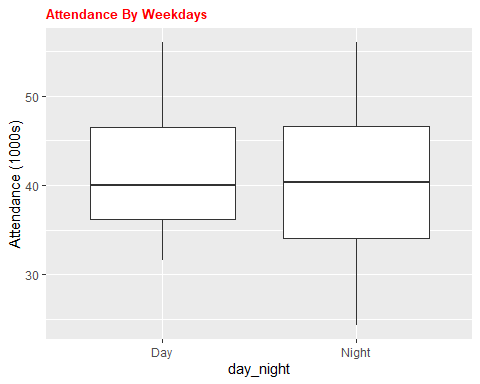 Attendance By Weekdays
Attendance (1000s)
50
40
30
Day
Night
day_night